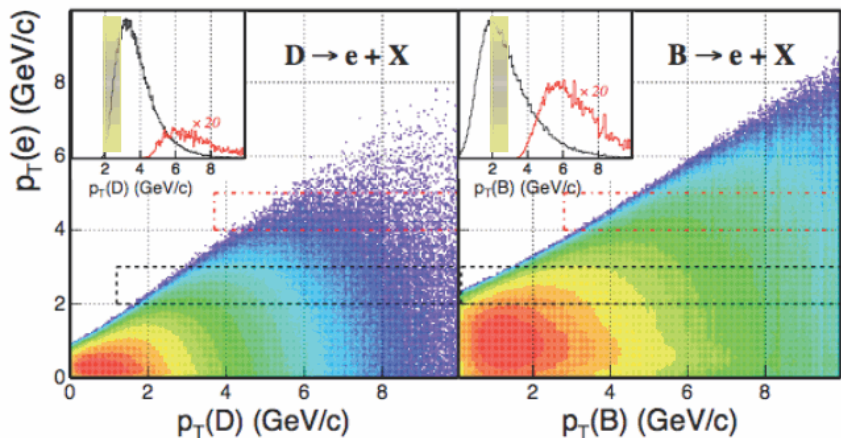 D → e + X
× 20
2 4 6 8
p_T(D) (GeV/c)
B → e + X
× 20
2 4 6 8
p_T(B) (GeV/c)
p_T(e) (GeV/c)
8
6
4
2
0
0 2 4 6 8
p_T(D) (GeV/c)
2 4 6 8
p_T(B) (GeV/c)